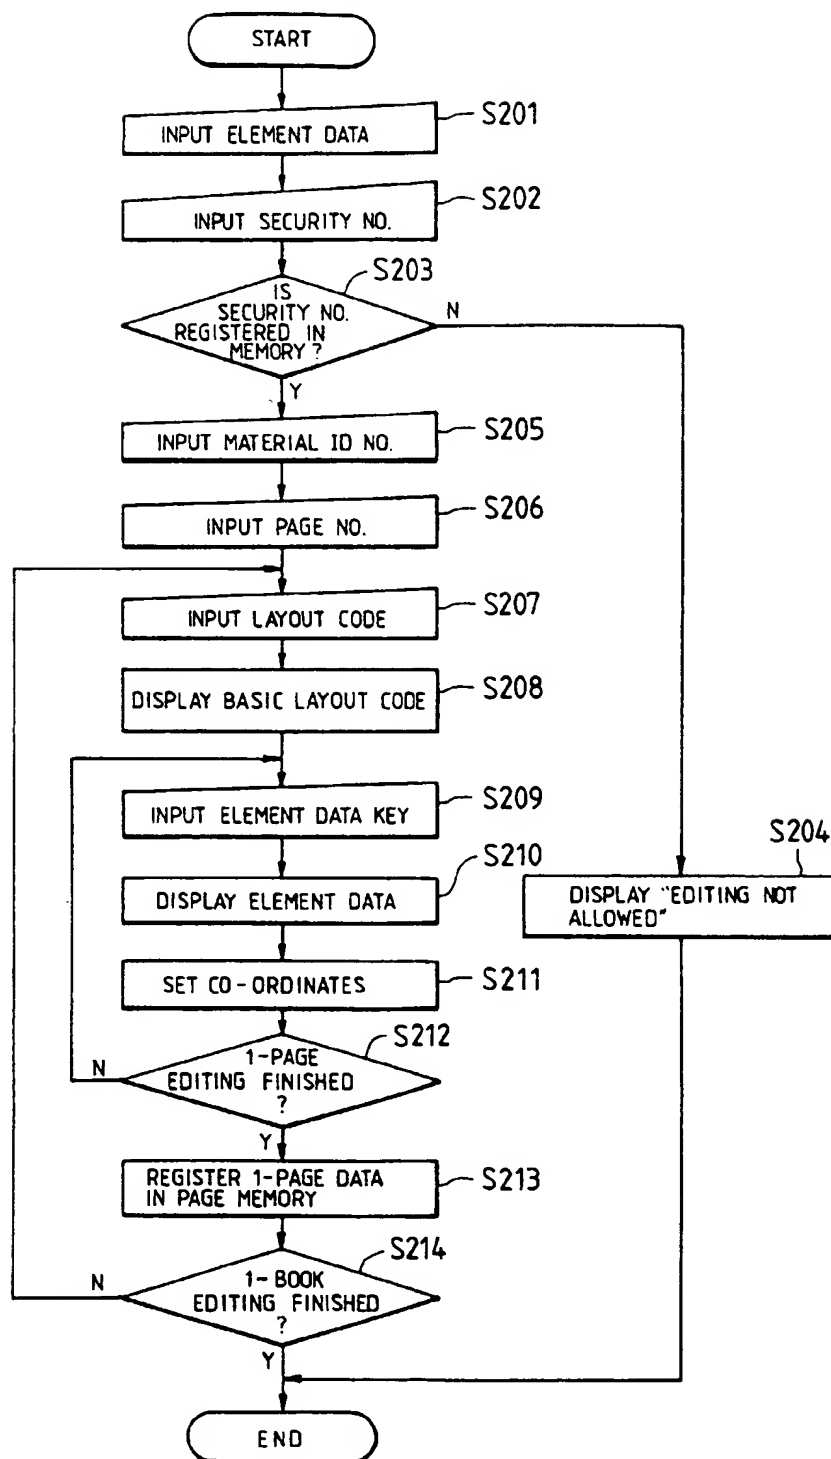 START
INPUT ELEMENT DATA
S201
INPUT SECURITY NO.
S202
S203
IS
SECURITY NO.
REGISTERED IN
MEMORY ?
N
Y
INPUT MATERIAL ID NO.
S205
INPUT PAGE NO.
S206
INPUT LAYOUT CODE
S207
DISPLAY BASIC LAYOUT CODE
S208
INPUT ELEMENT DATA KEY
S209
DISPLAY ELEMENT DATA
S210
S204
DISPLAY "EDITING NOT
ALLOWED"
SET CO-ORDINATES
S211
S212
1-PAGE
EDITING FINISHED
?
N
Y
REGISTER 1-PAGE DATA
IN PAGE MEMORY
S213
S214
1-BOOK
EDITING FINISHED
?
N
Y
END